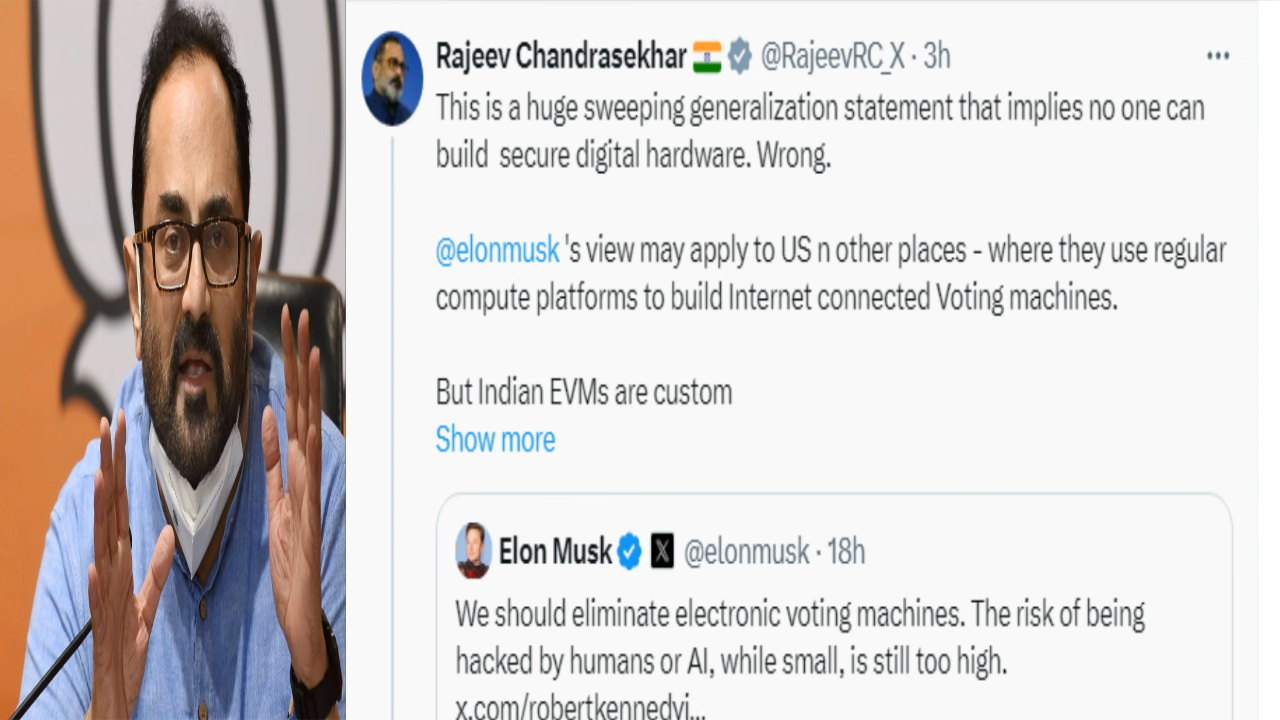 Rajeev Chandrasekhar 🇮🇳 @RajeevRC_X · 3h
This is a huge sweeping generalization statement that implies no one can
build secure digital hardware. Wrong.
@elonmusk 's view may apply to US n other places - where they use regular
compute platforms to build Internet connected Voting machines.
But Indian EVMs are custom
Show more
Elon Musk X @elonmusk · 18h
We should eliminate electronic voting machines. The risk of being
hacked by humans or AI, while small, is still too high.
x.com/robertkennedyj...